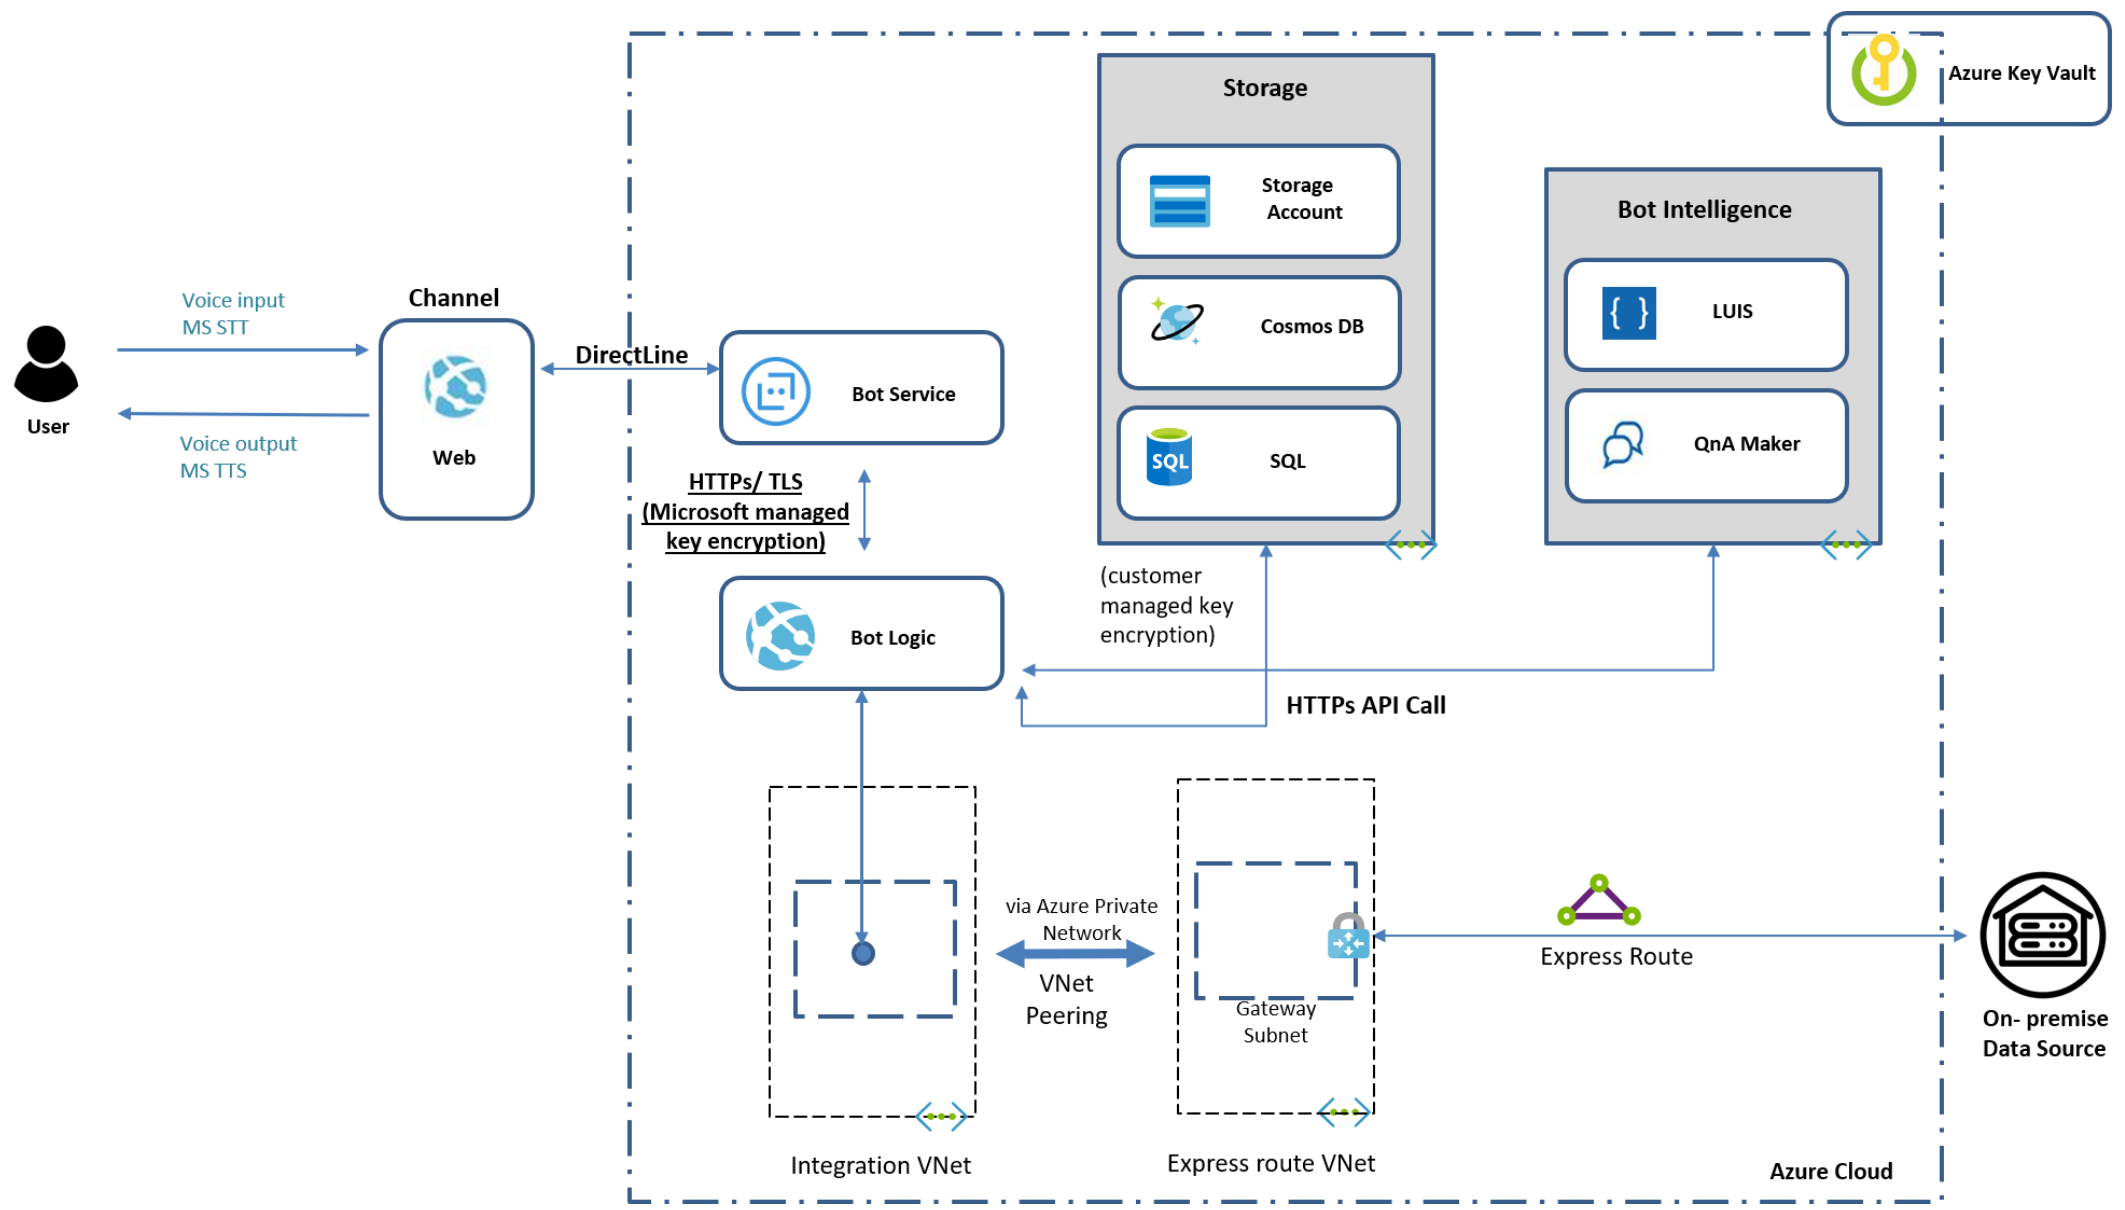 Azure Key Vault
Storage
Storage
Account
Cosmos DB
SQL
SQL
Bot Intelligence
LUIS
QnA Maker
Voice input
MS STT
Channel
Web
User
Voice output
MS TTS
DirectLine
Bot Service
HTTPs/ TLS
(Microsoft managed
key encryption)
Bot Logic
(customer
managed key
encryption)
HTTPs API Call
via Azure Private
Network
VNet
Peering
Gateway
Subnet
Express Route
On- premise
Data Source
Integration VNet
Express route VNet
Azure Cloud